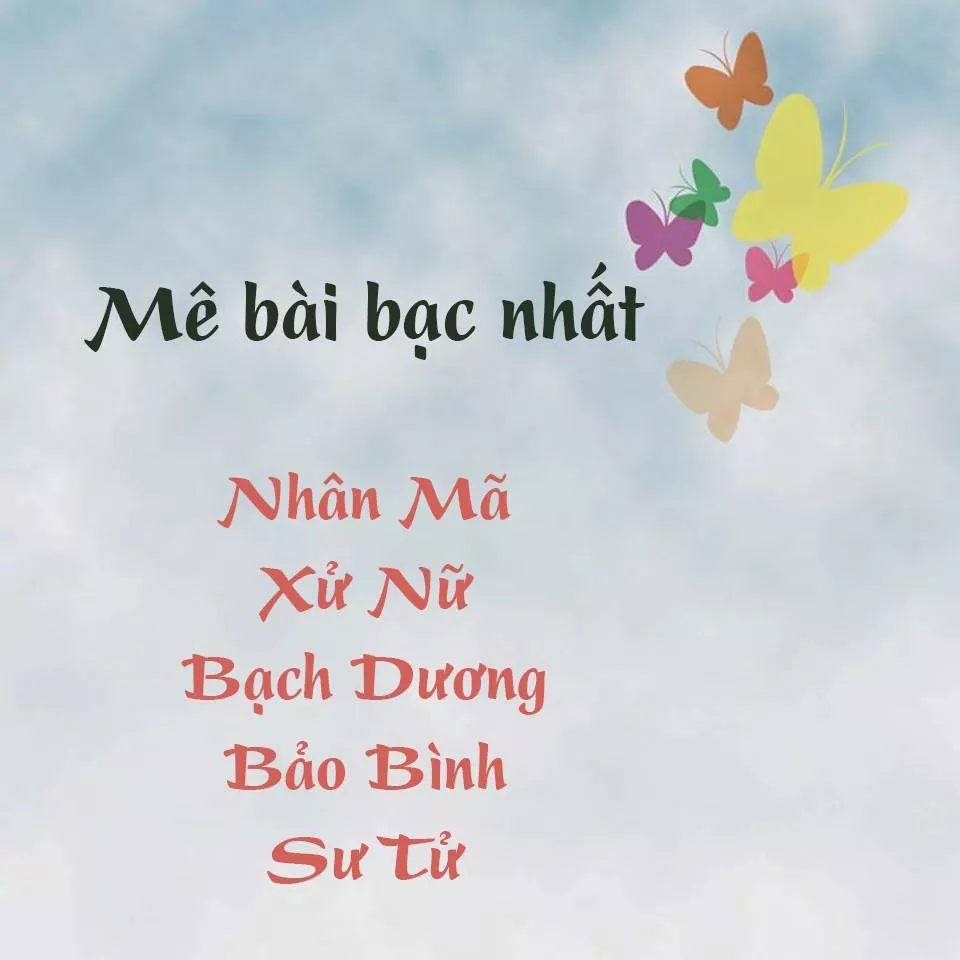 Mê bài bạc nhất
Nhân Mã
Xử Nữ
Bạch Dương
Bảo Bình
Sư Tử